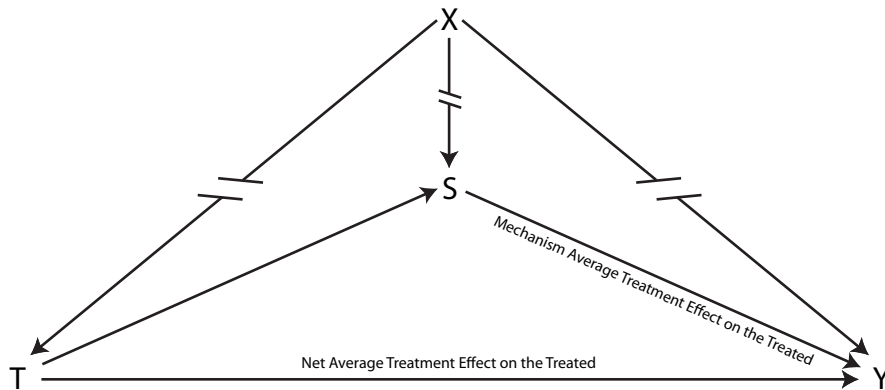 X
S
Mechanism Average Treatment Effect on the Treated
Net Average Treatment Effect on the Treated
T
Y